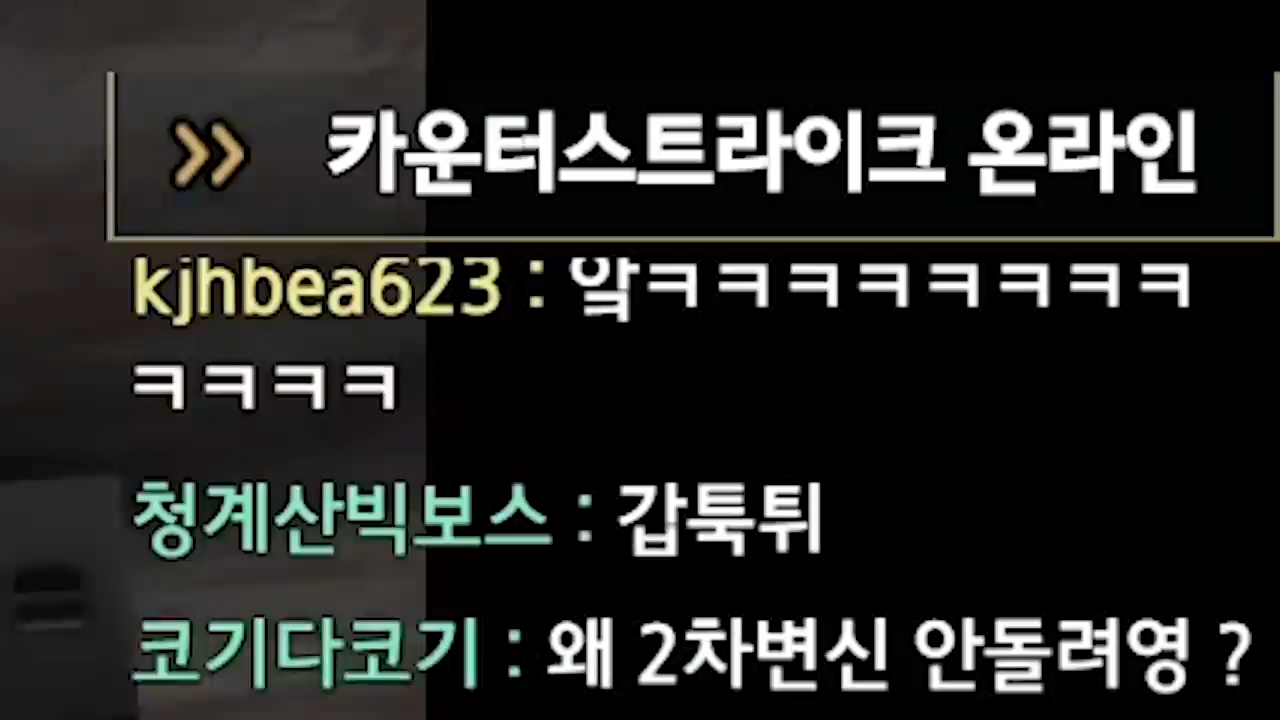 » 카운터스트라이크 온라인
kjhbea623 : 앜ㅋㅋㅋㅋㅋㅋㅋㅋ
ㅋㅋㅋㅋ
청계산빅보스 : 갑툭튀
코기다코기 : 왜 2차변신 안돌려영 ?